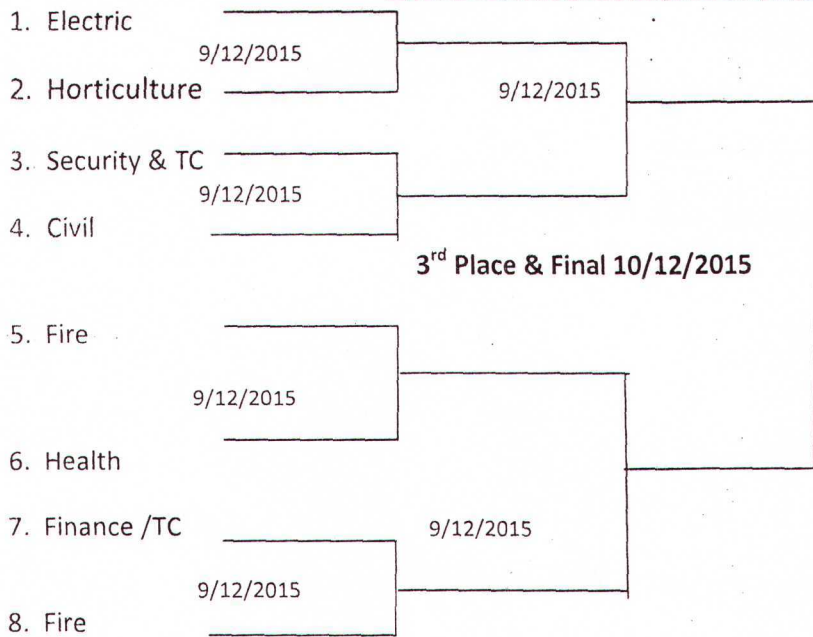 1. Electric
9/12/2015
2. Horticulture
9/12/2015
3. Security & TC
9/12/2015
4. Civil
3rd Place & Final 10/12/2015
5. Fire
9/12/2015
6. Health
7. Finance /TC
9/12/2015
9/12/2015
8. Fire